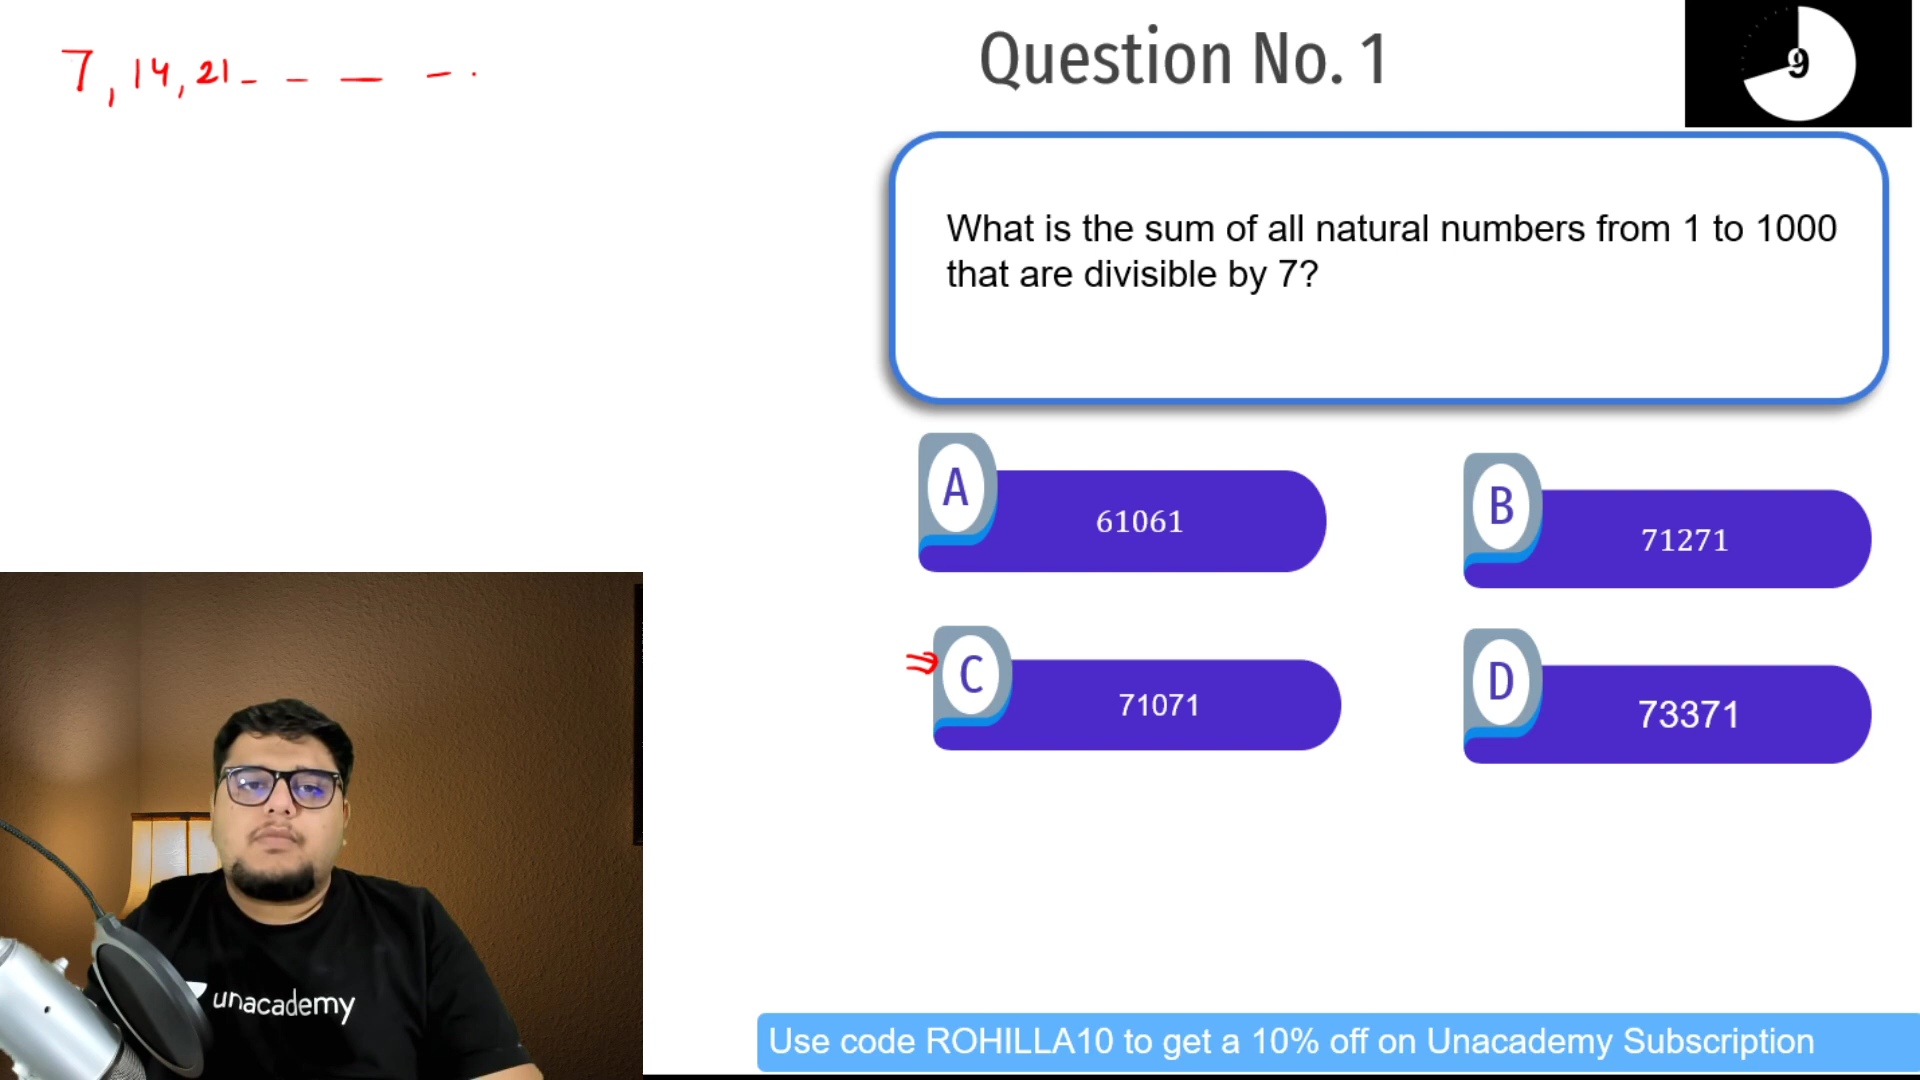 7, 14, 21 - - - - .
Question No. 1
9
What is the sum of all natural numbers from 1 to 1000
that are divisible by 7?
A
61061
B
71271
⇒ C
71071
D
73371
unacademy
Use code ROHILLA10 to get a 10% off on Unacademy Subscription